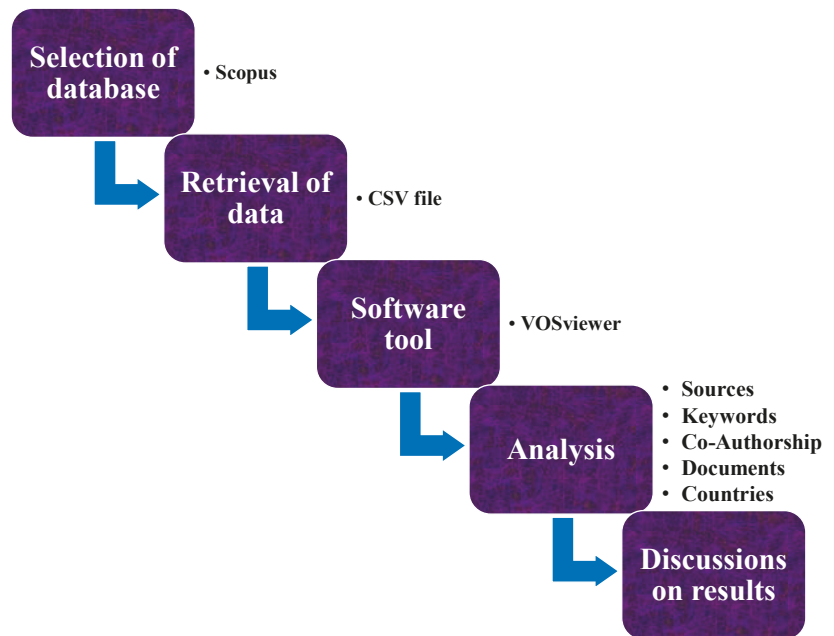 Selection of
database
• Scopus
Retrieval of
data
• CSV file
Software
tool
• VOSviewer
Analysis
• Sources
• Keywords
• Co-Authorship
• Documents
• Countries
Discussions
on results